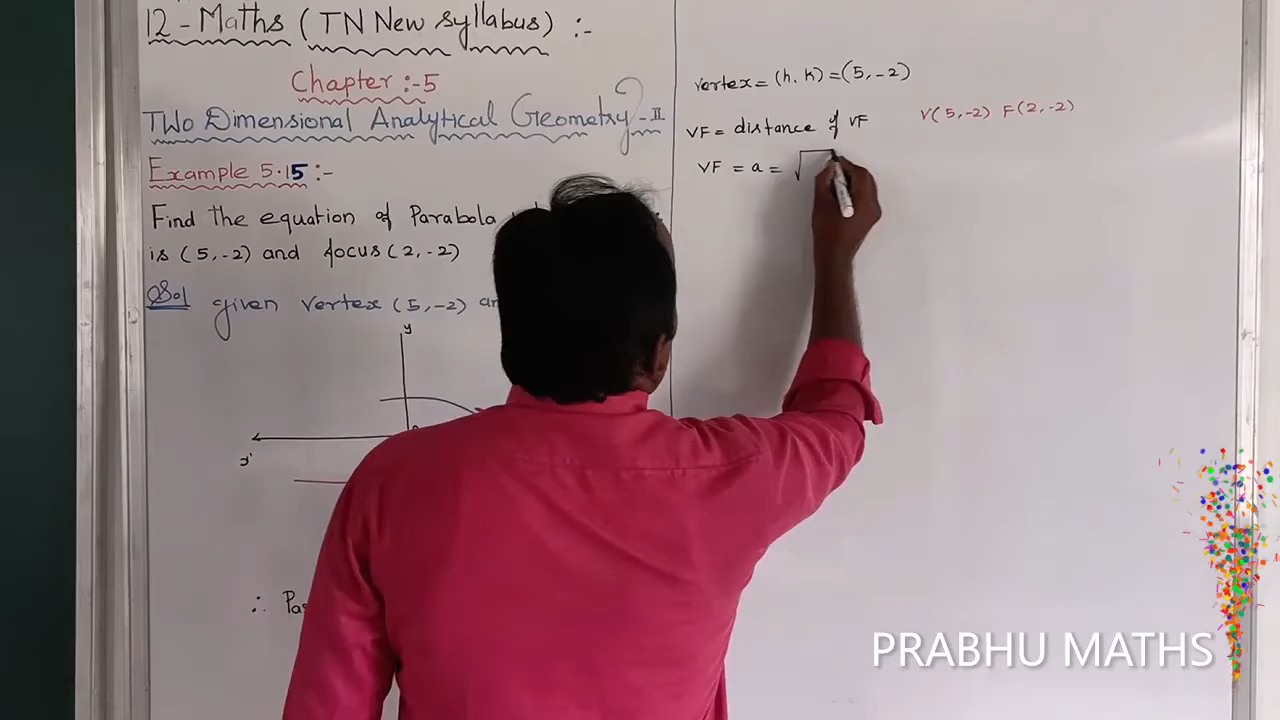 12 - Maths ( TN New syllabus) :-
Chapter :-5
Two Dimensional Analytical Geometry - II
Example 5.15 :-
Find the equation of Parabola
is (5,-2) and focus (2,-2)
Sol given vertex (5,-2)
y
x'
∴
vertex = (h, k) = (5, -2)
VF = distance of VF
V(5,-2) F(2,-2)
VF = a = √
PRABHU MATHS